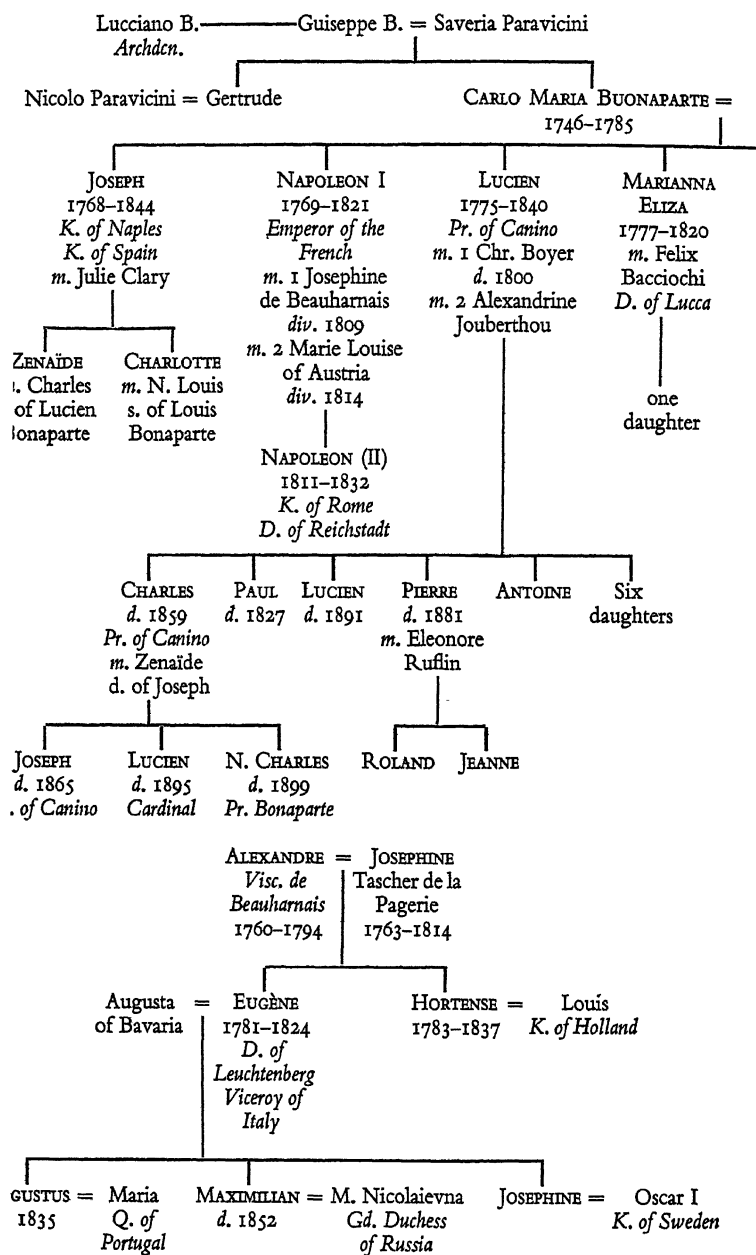 Lucciano B. Guiseppe B. = Saveria Paravicini
Archdcn.
Nicolo Paravicini = Gertrude
CARLO MARIA BUONAPARTE =
1746–1785
JOSEPH
1768–1844
K. of Naples
K. of Spain
m. Julie Clary
NAPOLEON I
1769–1821
Emperor of the
French
m. 1 Josephine
de Beauharnais
div. 1809
m. 2 Marie Louise
of Austria
div. 1814
LUCIEN
1775–1840
Pr. of Canino
m. 1 Chr. Boyer
d. 1800
m. 2 Alexandrine
Jouberthou
MARIANNA
ELIZA
1777–1820
m. Felix
Bacciochi
D. of Lucca
ZENAÏDE
. Charles
of Lucien
onaparte
CHARLOTTE
m. N. Louis
s. of Louis
Bonaparte
one
daughter
NAPOLEON (II)
1811–1832
K. of Rome
D. of Reichstadt
CHARLES
d. 1859
Pr. of Canino
m. Zenaïde
d. of Joseph
PAUL
d. 1827
LUCIEN
d. 1891
PIERRE
d. 1881
m. Eleonore
Ruflin
ANTOINE
Six
daughters
JOSEPH
d. 1865
. of Canino
LUCIEN
d. 1895
Cardinal
N. CHARLES
d. 1899
Pr. Bonaparte
ROLAND
JEANNE
ALEXANDRE = JOSEPHINE
Visc. de
Beauharnais
1760–1794
Tascher de la
Pagerie
1763–1814
Augusta
of Bavaria
= EUGÈNE
1781–1824
D. of
Leuchtenberg
Viceroy of
Italy
HORTENSE =
1783–1837
Louis
K. of Holland
GUSTUS =
1835
Maria
Q. of
Portugal
MAXIMILIAN =
d. 1852
M. Nicolaievna
Gd. Duchess
of Russia
JOSEPHINE =
Oscar I
K. of Sweden